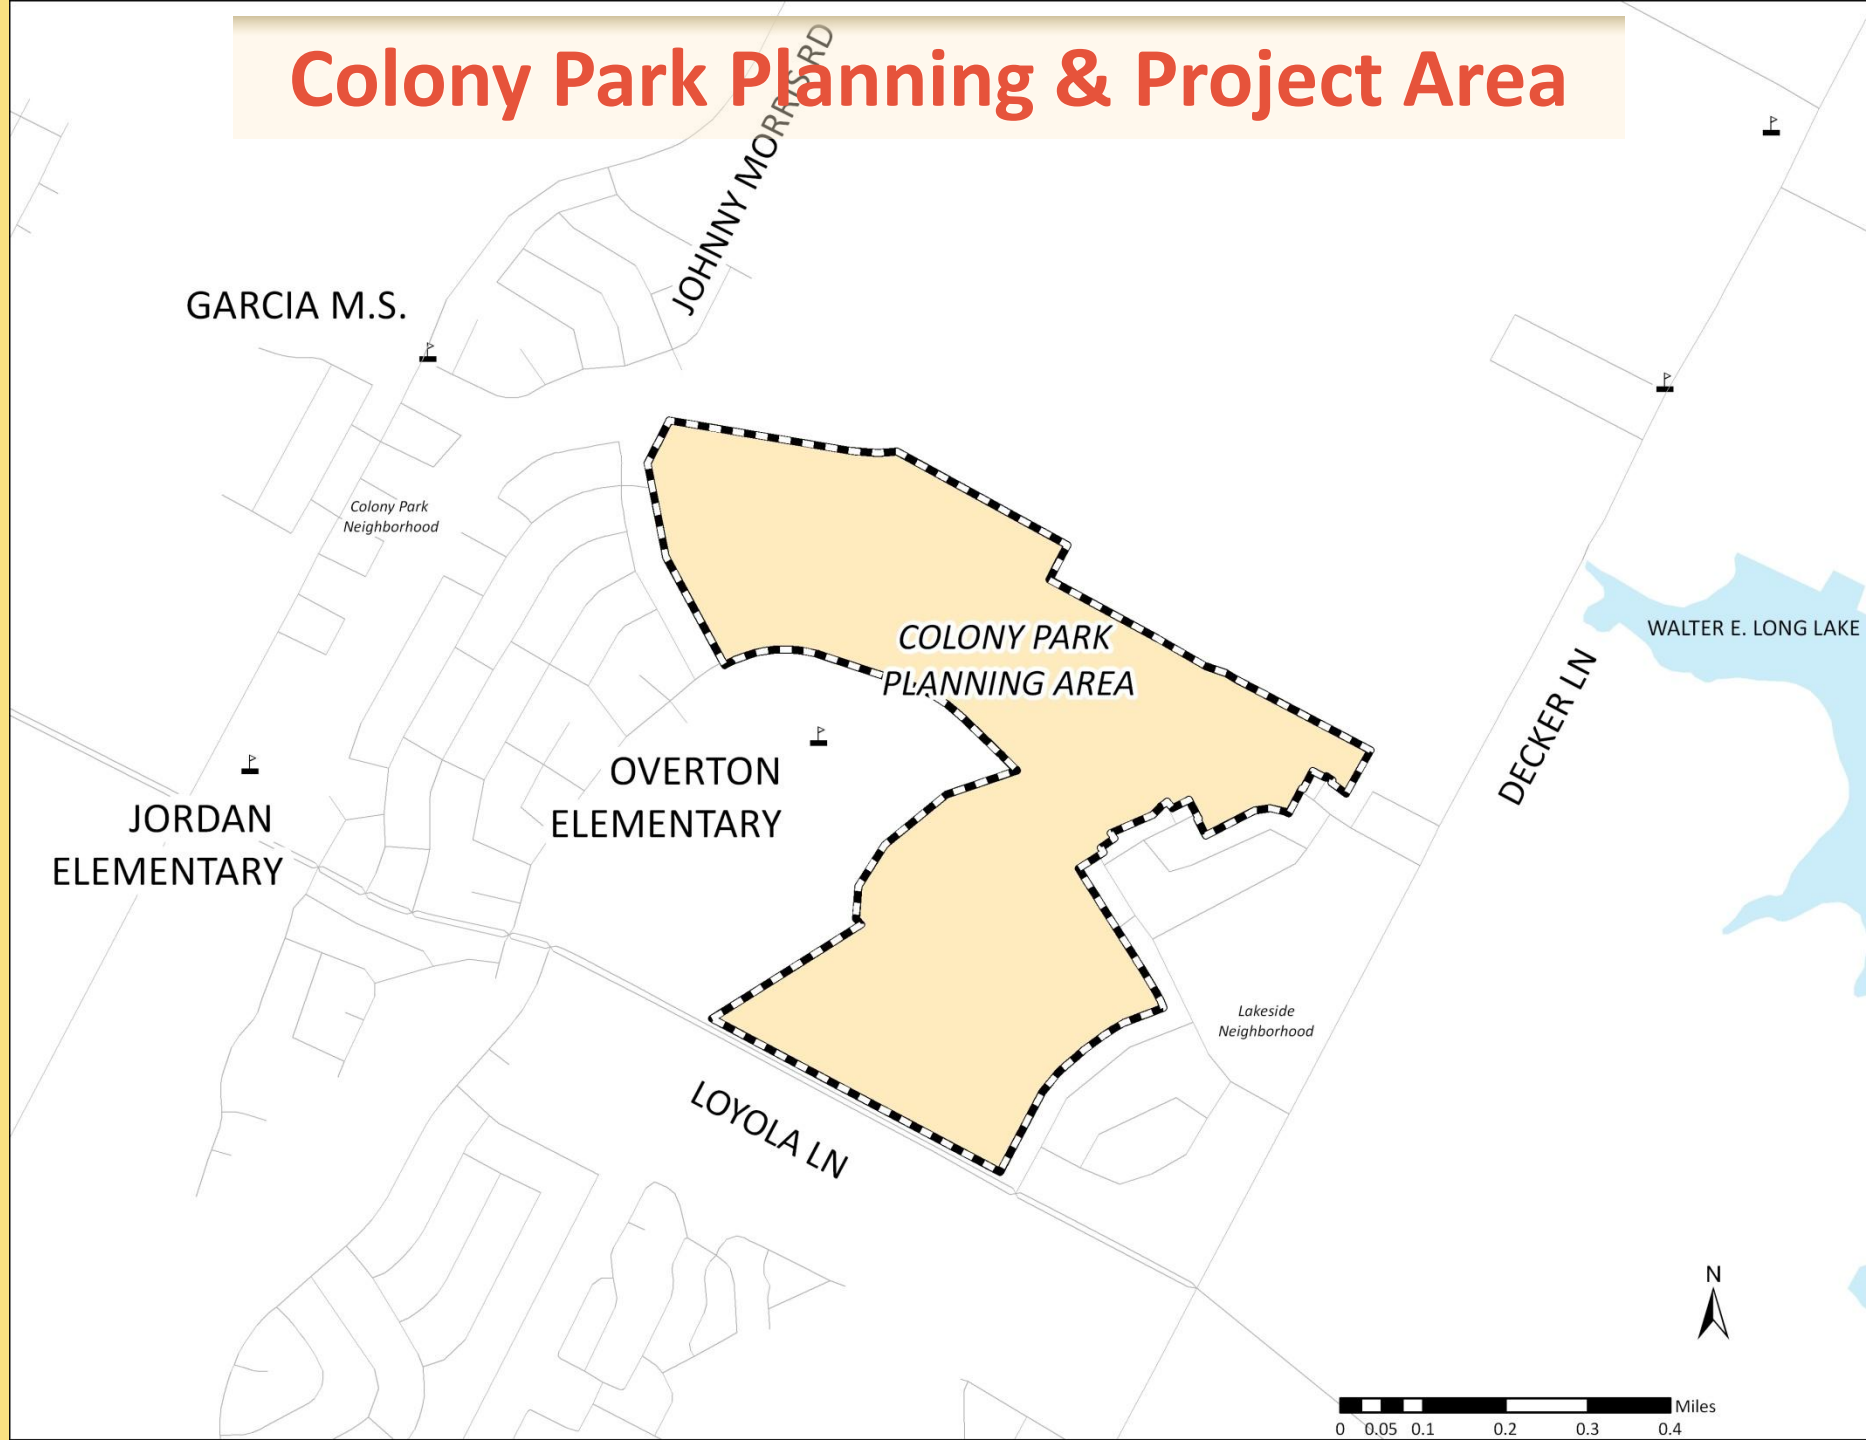 Colony Park Planning & Project Area
JOHNNY MORRIS RD
GARCIA M.S.
Colony Park
Neighborhood
COLONY PARK
PLANNING AREA
WALTER E. LONG LAKE
DECKER LN
OVERTON
ELEMENTARY
JORDAN
ELEMENTARY
Lakeside
Neighborhood
LOYOLA LN
N
Miles
0 0.05 0.1 0.2 0.3 0.4